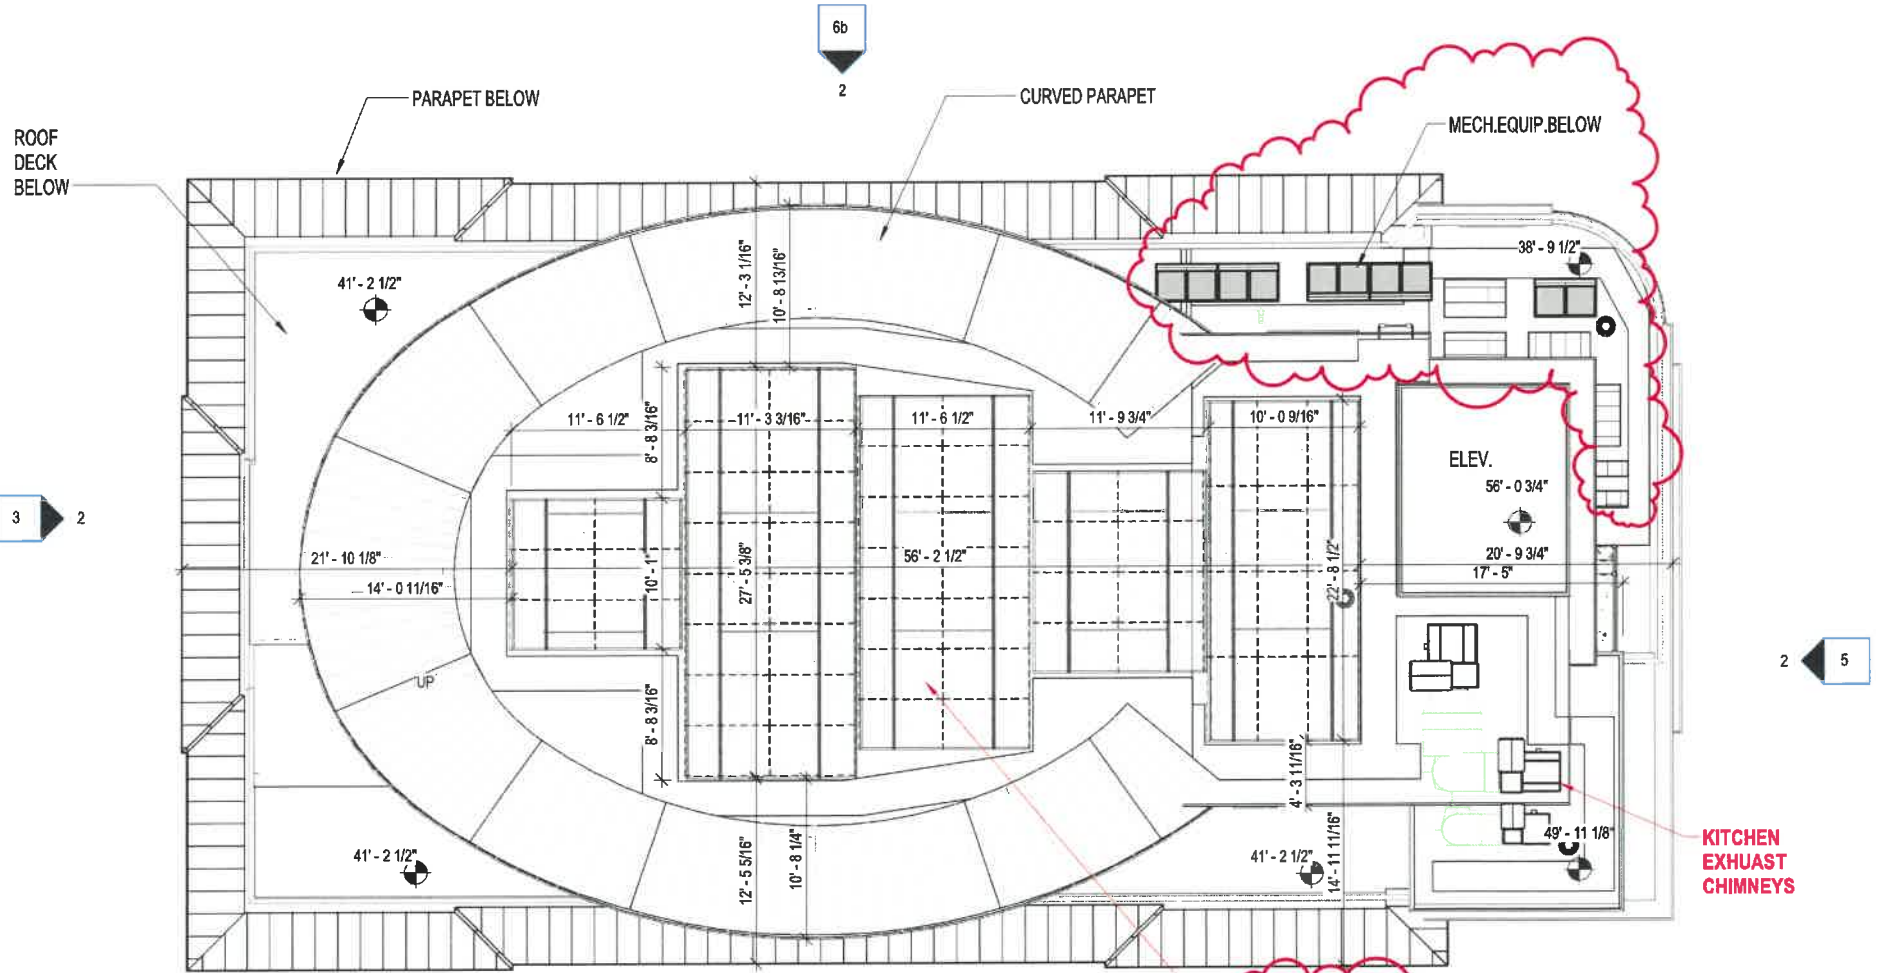 6b
2
PARAPET BELOW
CURVED PARAPET
MECH.EQUIP.BELOW
ROOF
DECK
BELOW
38' - 9 1/2"
41' - 2 1/2"
12' - 3 1/16"
10' - 8 13/16"
11' - 6 1/2"
11' - 3 3/16"
11' - 6 1/2"
11' - 9 3/4"
10' - 0 9/16"
8' - 8 3/16"
ELEV.
56' - 0 3/4"
3
2
21' - 10 1/8"
14' - 0 11/16"
10' - 1"
27' - 5 3/8"
56' - 2 1/2"
22' - 8 1/2"
20' - 9 3/4"
17' - 5"
UP
8' - 8 3/16"
2
5
4' - 3 11/16"
41' - 2 1/2"
12' - 5 5/16"
10' - 8 1/4"
41' - 2 1/2"
14' - 11 11/16"
49' - 11 1/8"
KITCHEN
EXHUAST
CHIMNEYS